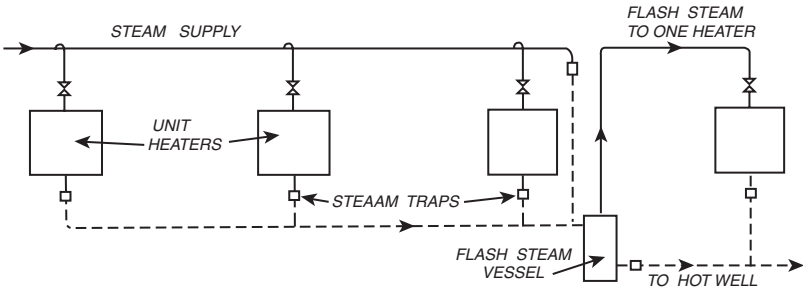 STEAM SUPPLY
FLASH STEAM
TO ONE HEATER
UNIT
HEATERS
STEAAM TRAPS
FLASH STEAM
VESSEL
TO HOT WELL